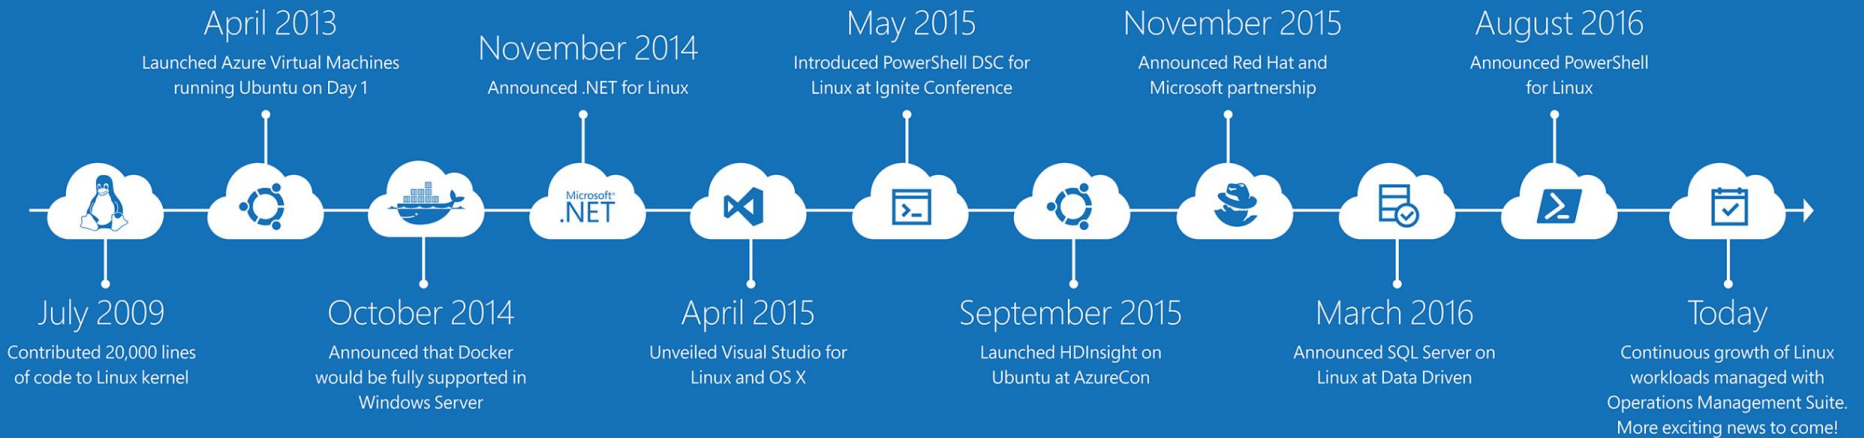 April 2013
Launched Azure Virtual Machines
running Ubuntu on Day 1
November 2014
Announced .NET for Linux
May 2015
Introduced PowerShell DSC for
Linux at Ignite Conference
November 2015
Announced Red Hat and
Microsoft partnership
August 2016
Announced PowerShell
for Linux
Microsoft®
.NET
July 2009
Contributed 20,000 lines
of code to Linux kernel
October 2014
Announced that Docker
would be fully supported in
Windows Server
April 2015
Unveiled Visual Studio for
Linux and OS X
September 2015
Launched HDInsight on
Ubuntu at AzureCon
March 2016
Announced SQL Server on
Linux at Data Driven
Today
Continuous growth of Linux
workloads managed with
Operations Management Suite.
More exciting news to come!